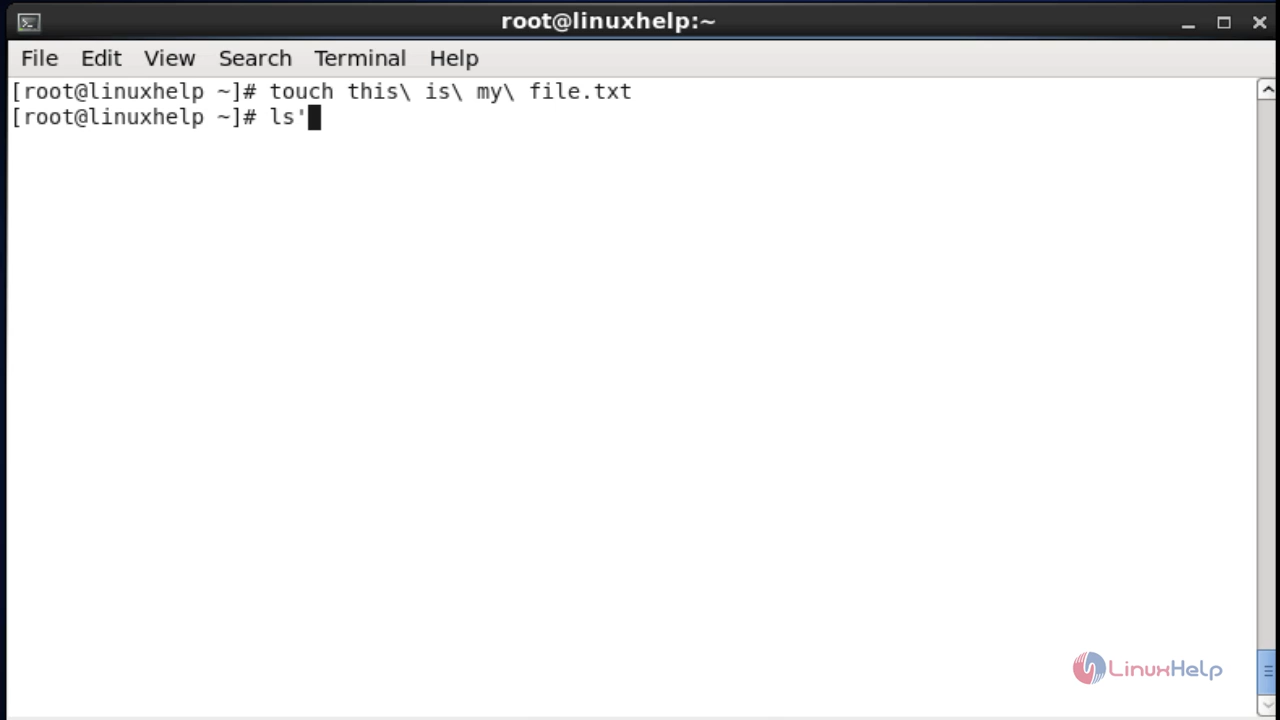 root@linuxhelp:~
File Edit View Search Terminal Help
[root@linuxhelp ~]# touch this\ is\ my\ file.txt
[root@linuxhelp ~]# ls'
LinuxHelp